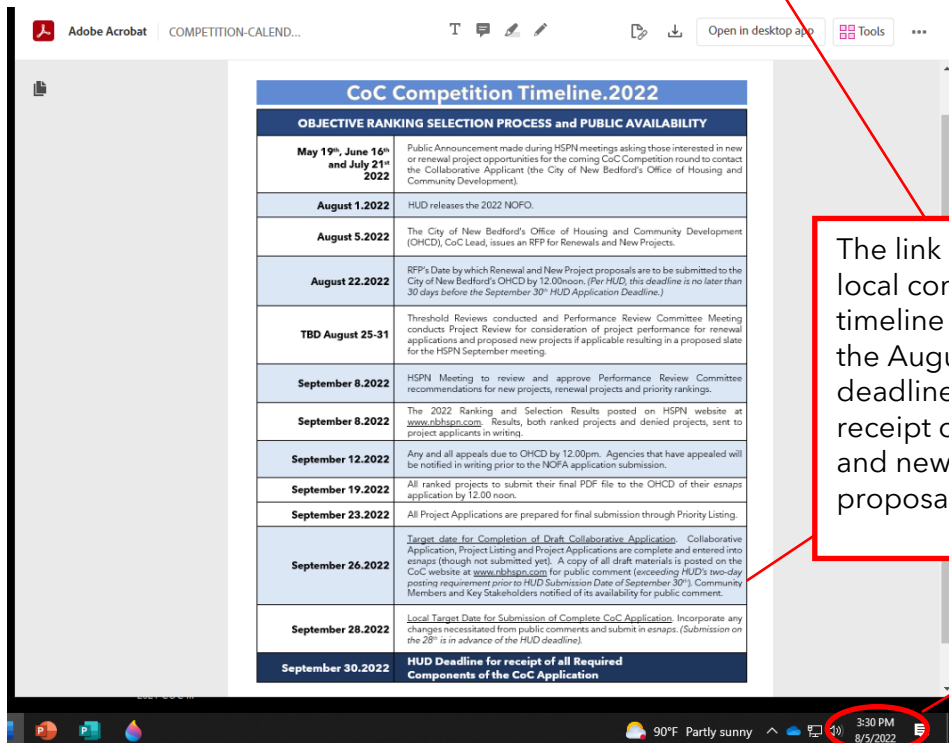 Adobe Acrobat
COMPETITION-CALEND...
T
Open in desktop app
Tools
CoC Competition Timeline.2022
OBJECTIVE RANKING SELECTION PROCESS and PUBLIC AVAILABILITY
May 19th, June 16th
and July 21st
2022
Public Announcement made during HSPN meetings asking those interested in new
or renewal project opportunities for the coming CoC Competition round to contact
the Collaborative Applicant (the City of New Bedford's Office of Housing and
Community Development).
August 1.2022
HUD releases the 2022 NOFO.
August 5.2022
The City of New Bedford's Office of Housing and Community Development
(OHCD), CoC Lead, issues an RFP for Renewals and New Projects.
August 22.2022
RFP's Date by which Renewal and New Project proposals are to be submitted to the
City of New Bedford's OHCD by 12.00noon. (Per HUD, this deadline is no later than
30 days before the September 30th HUD Application Deadline.)
TBD August 25-31
Threshold Reviews conducted and Performance Review Committee Meeting
conducts Project Review for consideration of project performance for renewal
applications and proposed new projects if applicable resulting in a proposed slate
for the HSPN September meeting.
September 8.2022
HSPN Meeting to review and approve Performance Review Committee
recommendations for new projects, renewal projects and priority rankings.
September 8.2022
The 2022 Ranking and Selection Results posted on HSPN website at
www.nbhspn.com. Results, both ranked projects and denied projects, sent to
project applicants in writing.
September 12.2022
Any and all appeals due to OHCD by 12.00pm. Agencies that have appealed will
be notified in writing prior to the NOFA application submission.
September 19.2022
All ranked projects to submit their final PDF file to the OHCD of their esnaps
application by 12.00 noon.
September 23.2022
All Project Applications are prepared for final submission through Priority Listing.
September 26.2022
Target date for Completion of Draft Collaborative Application. Collaborative
Application, Project Listing and Project Applications are complete and entered into
esnaps (though not submitted yet). A copy of all draft materials is posted on the
CoC website at www.nbhspn.com for public comment (exceeding HUD's two-day
posting requirement prior to HUD Submission Date of September 30th). Community
Members and Key Stakeholders notified of its availability for public comment.
September 28.2022
Local Target Date for Submission of Complete CoC Application. Incorporate any
changes necessitated from public comments and submit in esnaps. (Submission on
the 28th is in advance of the HUD deadline).
September 30.2022
HUD Deadline for receipt of all Required
Components of the CoC Application
The link
local con
timeline
the Augu
deadline
receipt o
and new
proposa
90°F Partly sunny
3:30 PM
8/5/2022